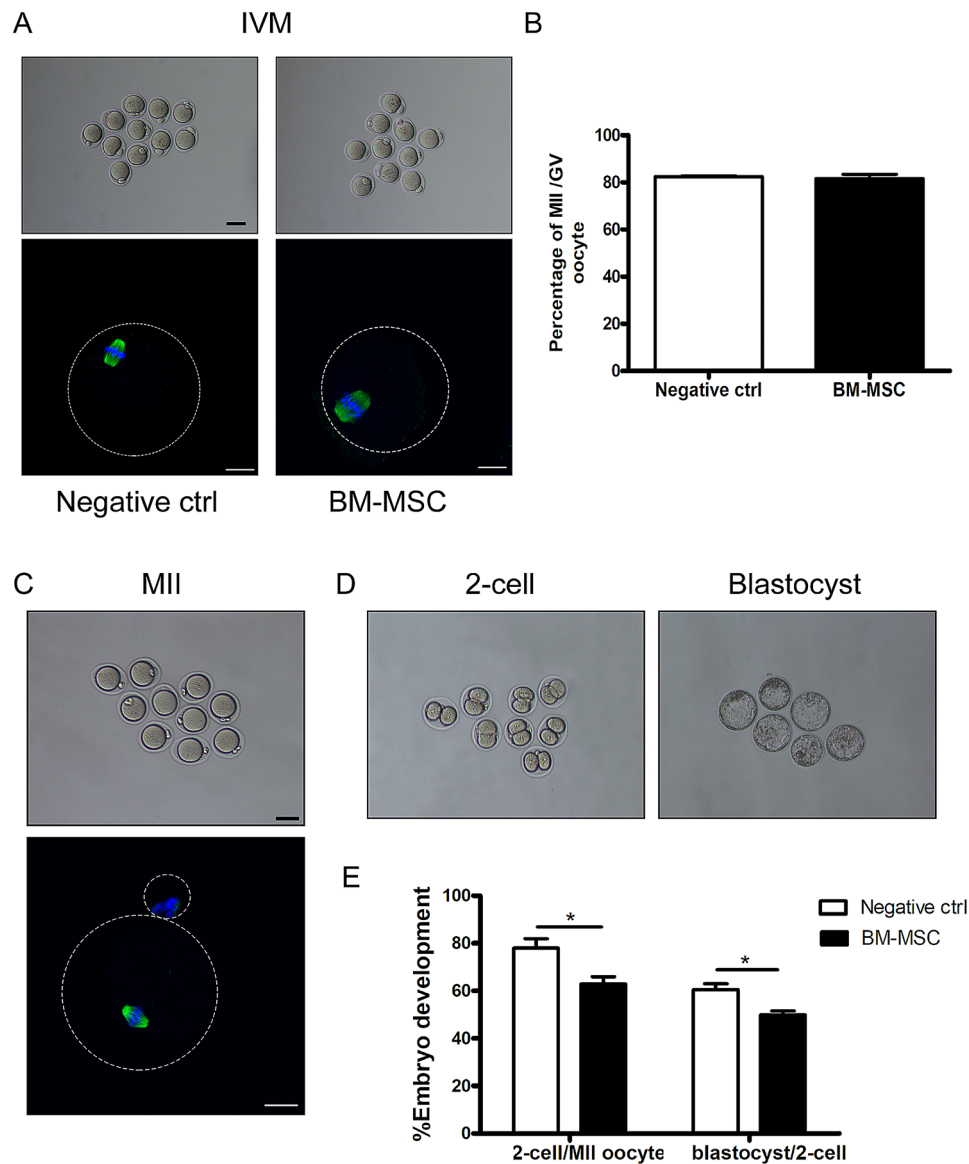 A
IVM
Negative ctrl
BM-MSC
B
Percentage of MII /GV
oocyte
100
80
60
40
20
0
Negative ctrl
BM-MSC
C
MII
D
2-cell
Blastocyst
E
%Embryo development
100
80
60
40
20
0
*
*
Negative ctrl
BM-MSC
2-cell/MII oocyte
blastocyst/2-cell